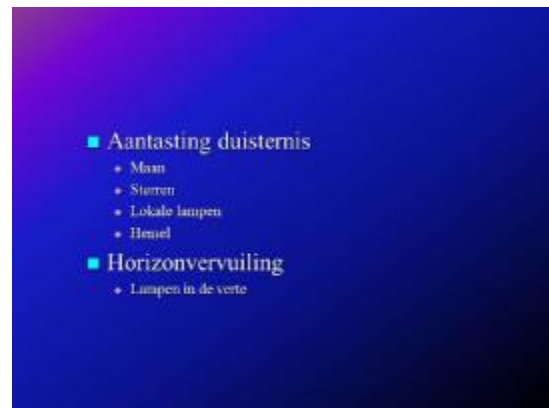 Aantasting duisternis
Maan
Sterren
Lokale lampen
Hemel
Horizonvervuiling
Lampen in de verte